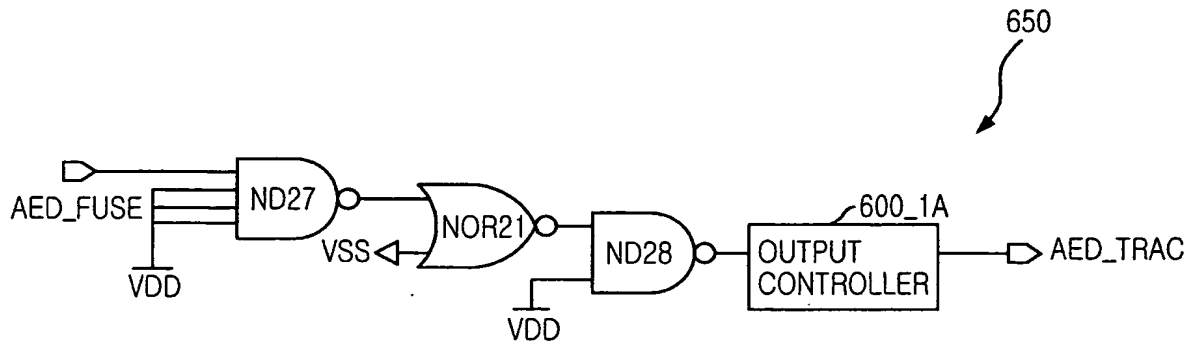 650
AED_FUSE
VDD
ND27
VSS
NOR21
VDD
ND28
600_1A
OUTPUT
CONTROLLER
AED_TRAC